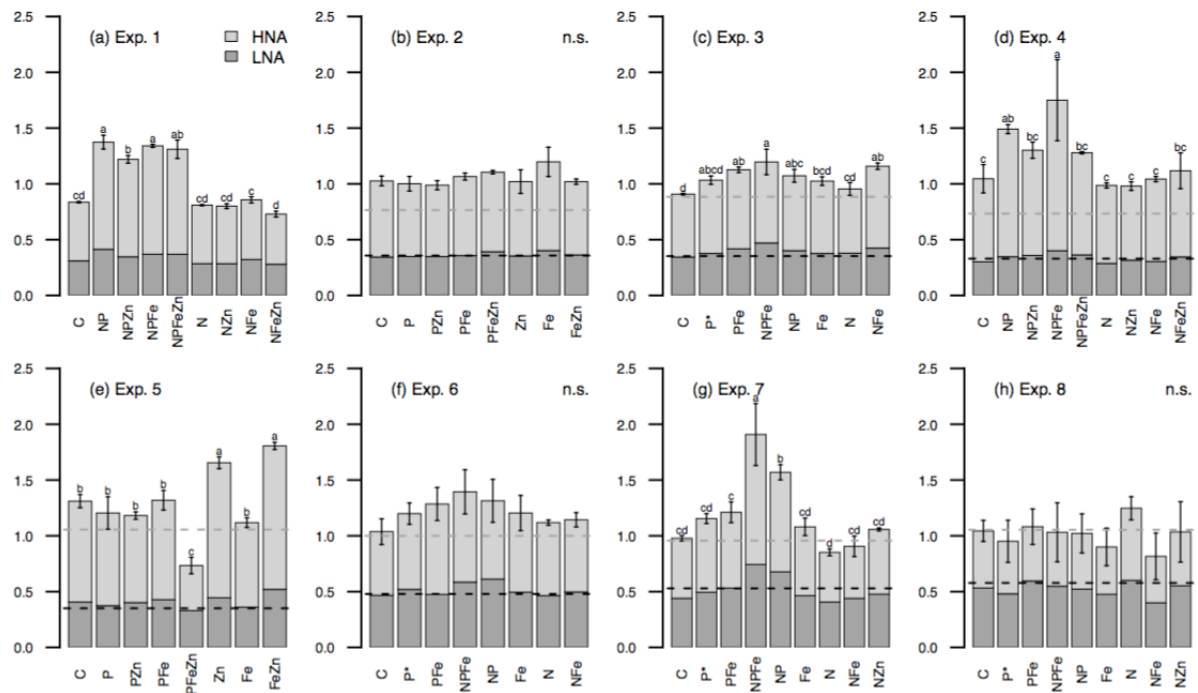 2.5
2.0
1.5
1.0
0.5
0.0
(a) Exp. 1
HNA
LNA
cd
a
b
a
ab
cd
cd
c
d
C
NP
NPZn
NPFe
NPFeZn
N
NZn
NFe
NFeZn
2.5
2.0
1.5
1.0
0.5
0.0
(b) Exp. 2
n.s.
C
P
PZn
PFe
PFeZn
Zn
Fe
FeZn
2.5
2.0
1.5
1.0
0.5
0.0
(c) Exp. 3
d
abcd
ab
a
abc
bcd
cd
ab
C
P*
PFe
NPFe
NP
Fe
N
NFe
2.5
2.0
1.5
1.0
0.5
0.0
(d) Exp. 4
c
ab
bc
a
bc
c
c
c
bc
C
NP
NPZn
NPFe
NPFeZn
N
NZn
NFe
NFeZn
2.5
2.0
1.5
1.0
0.5
0.0
(e) Exp. 5
b
b
b
b
c
a
b
a
C
P
PZn
PFe
PFeZn
Zn
Fe
FeZn
2.5
2.0
1.5
1.0
0.5
0.0
(f) Exp. 6
n.s.
C
P*
PFe
NPFe
NP
Fe
N
NFe
2.5
2.0
1.5
1.0
0.5
0.0
(g) Exp. 7
cd
cd
c
a
b
cd
d
cd
cd
C
P*
PFe
NPFe
NP
Fe
N
NFe
NZn
2.5
2.0
1.5
1.0
0.5
0.0
(h) Exp. 8
n.s.
C
P*
PFe
NPFe
NP
Fe
N
NFe
NZn